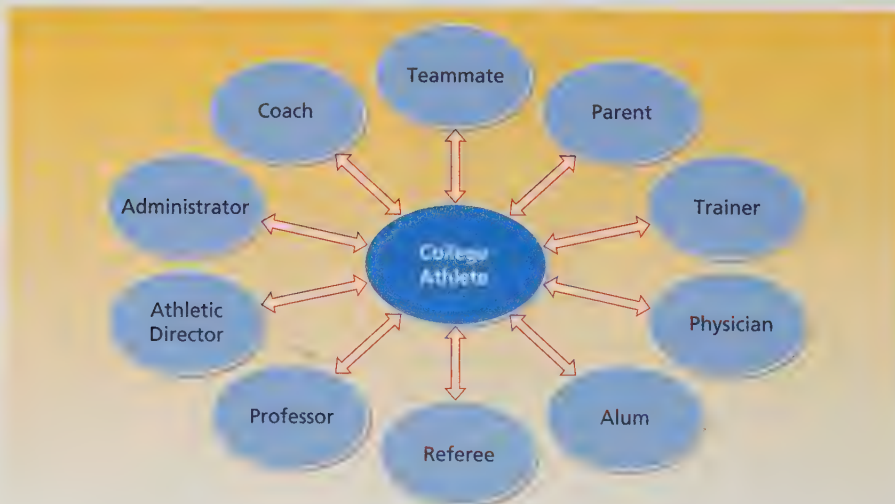 Teammate
Coach
Parent
Administrator
Trainer
College
Athlete
Athletic
Director
Physician
Professor
Alum
Referee